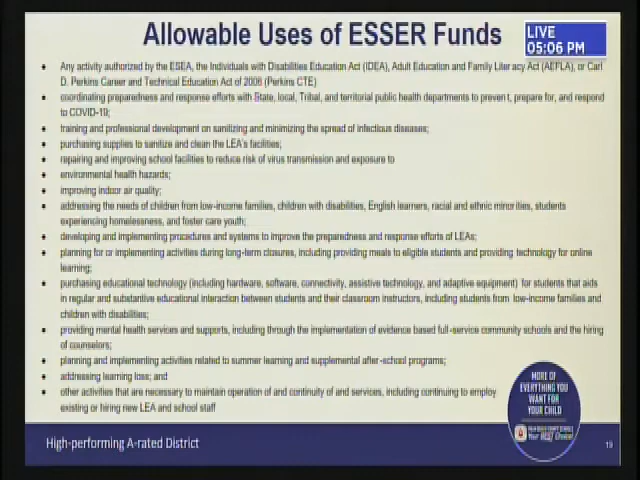 Allowable Uses of ESSER Funds
LIVE
05:06 PM
• Any activity authorized by the ESEA, the Individuals with Disabilities Education Act (IDEA), Adult Education and Family Literacy Act (AEFLA), or Carl
D. Perkins Career and Technical Education Act of 2006 (Perkins CTE)
• coordinating preparedness and response efforts with State, local, Tribal, and territorial public health departments to prevent, prepare for, and respond
to COVID-19;
• training and professional development on sanitizing and minimizing the spread of infectious diseases;
• purchasing supplies to sanitize and clean the LEA's facilities;
• repairing and improving school facilities to reduce risk of virus transmission and exposure to
• environmental health hazards;
• improving indoor air quality;
• addressing the needs of children from low-income families, children with disabilities, English learners, racial and ethnic minorities, students
experiencing homelessness, and foster care youth;
• developing and implementing procedures and systems to improve the preparedness and response efforts of LEAs;
• planning for or implementing activities during long-term closures, including providing meals to eligible students and providing technology for online
learning;
• purchasing educational technology (including hardware, software, connectivity, assistive technology, and adaptive equipment) for students that aids
in regular and substantive educational interaction between students and their classroom instructors, including students from low-income families and
children with disabilities;
• providing mental health services and supports, including through the implementation of evidence based full-service community schools and the hiring
of counselors;
• planning and implementing activities related to summer learning and supplemental after-school programs;
• addressing learning loss; and
• other activities that are necessary to maintain operation of and continuity of and services, including continuing to employ
existing or hiring new LEA and school staff
MORE OF
EVERYTHING YOU
WANT FOR
YOUR CHILD
Your BEST Choice!
High-performing A-rated District
19